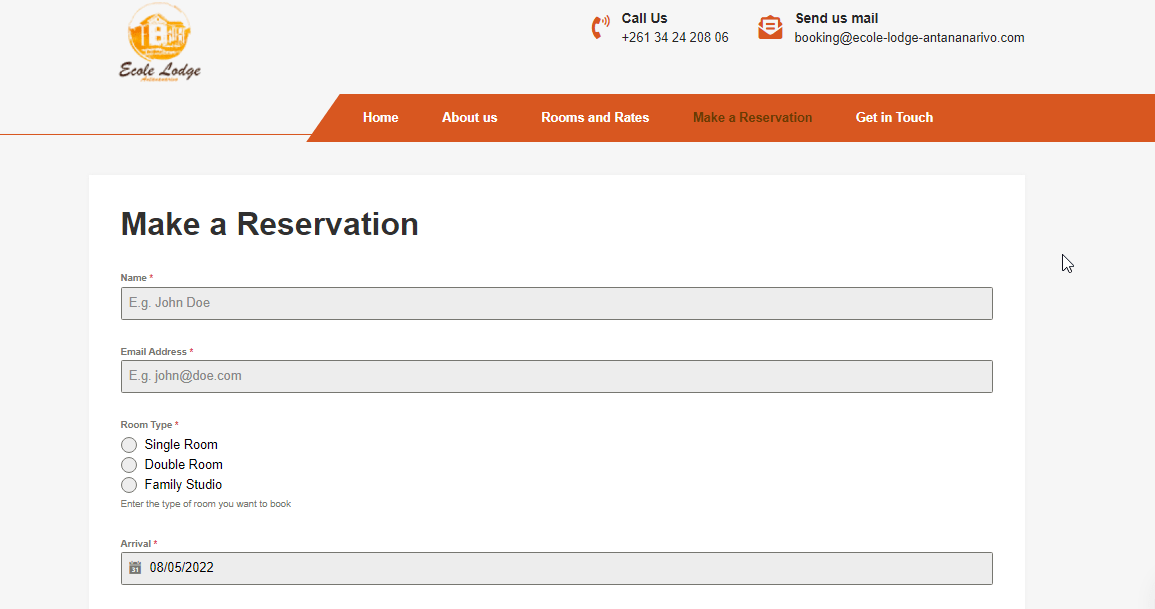 Ecole Lodge
Antananarivo
Call Us
+261 34 24 208 06
Send us mail
booking@ecole-lodge-antananarivo.com
Home
About us
Rooms and Rates
Make a Reservation
Get in Touch
Make a Reservation
Name *
E.g. John Doe
Email Address *
E.g. john@doe.com
Room Type *
Single Room
Double Room
Family Studio
Enter the type of room you want to book
Arrival *
31
08/05/2022